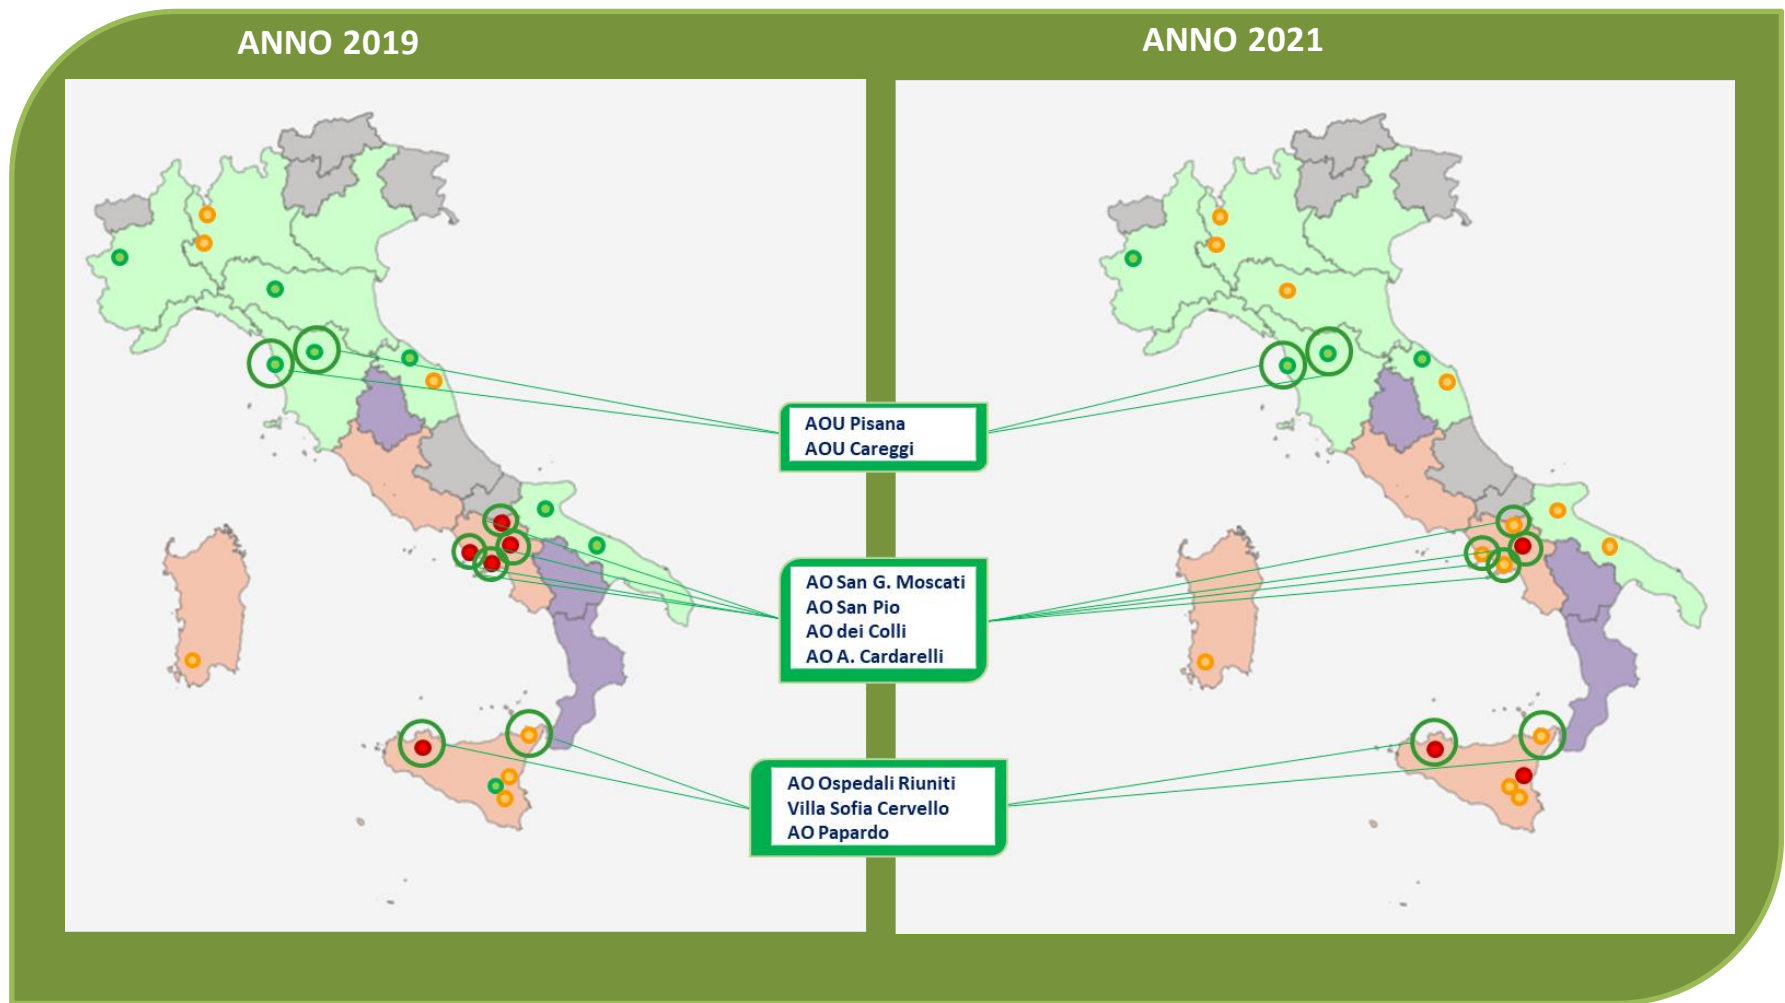 ANNO 2019
ANNO 2021
AOU Pisana
AOU Careggi
AO San G. Moscati
AO San Pio
AO dei Colli
AO A. Cardarelli
AO Ospedali Riuniti
Villa Sofia Cervello
AO Papardo